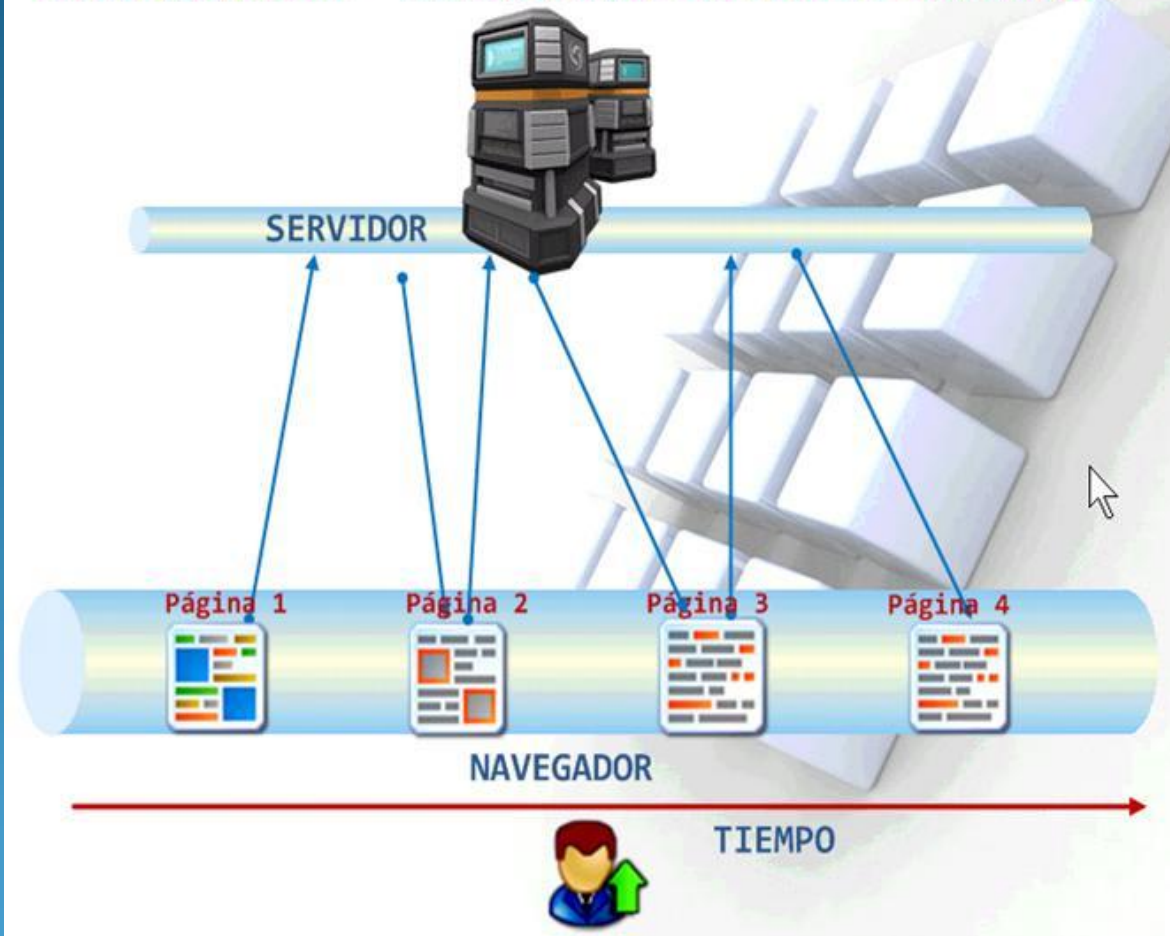 SERVIDOR
Página 1
Página 2
Página 3
Página 4
NAVEGADOR
TIEMPO